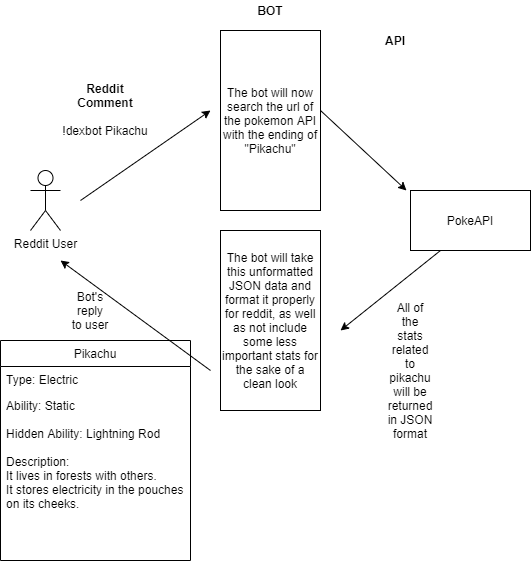 BOT
API
Reddit
Comment
!dexbot Pikachu
The bot will now
search the url of
the pokemon API
with the ending of
"Pikachu"
PokeAPI
Reddit User
The bot will take
this unformatted
JSON data and
format it properly
for reddit, as well
as not include
some less
important stats for
the sake of a
clean look
All of
the
stats
related
to
pikachu
will be
returned
in JSON
format
Bot's
reply
to user
Pikachu
Type: Electric
Ability: Static
Hidden Ability: Lightning Rod
Description:
It lives in forests with others.
It stores electricity in the pouches
on its cheeks.